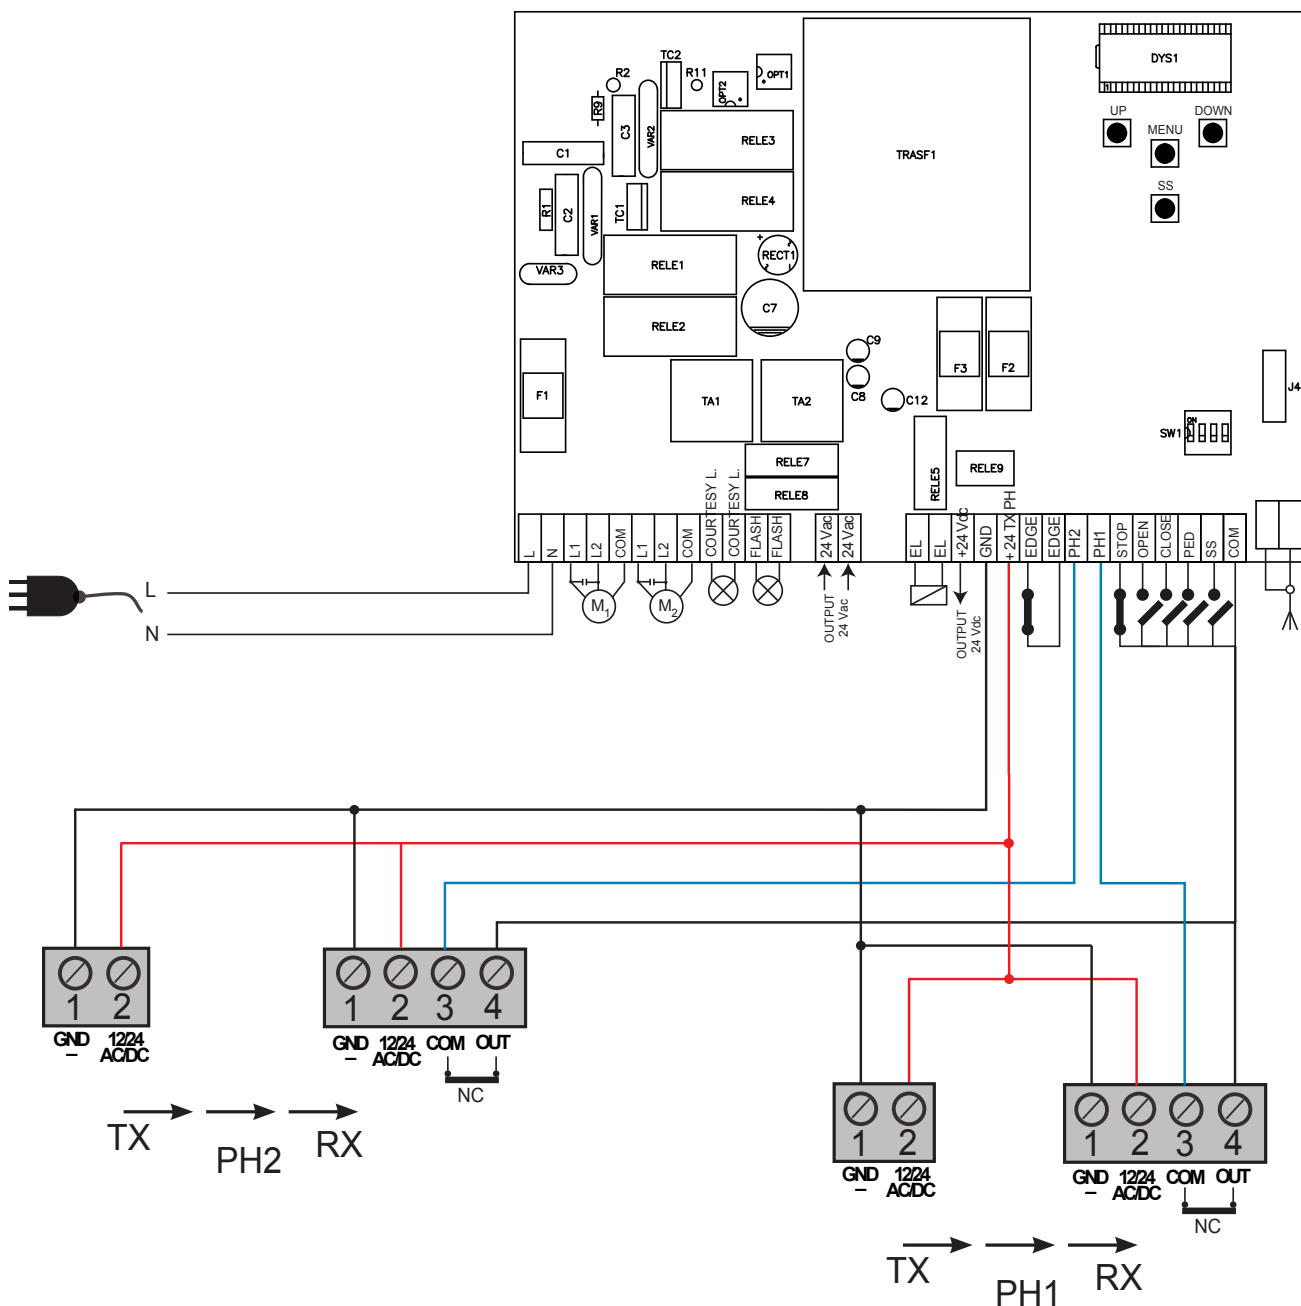 TC2
R2
R11
OPT1
OPT2
DYS1
1
R9
C3
VAR2
UP
DOWN
MENU
RELE3
TRASF1
C1
SS
R1
C2
VAR1
TC1
RELE4
+
RECT1
VAR3
RELE1
C7
RELE2
C9
C8
C12
F3
F2
F1
TA1
TA2
J4
SW1
ON
RELE7
RELE8
RELE5
RELE9
L
N
L1
L2
COM
L1
L2
COM
COURTESY L.
COURTESY L.
FLASH
FLASH
24 Vac
24 Vac
EL
EL
+24 Vdc
GND
+ 24 TX PH
EDGE
EDGE
PH2
PH1
STOP
OPEN
CLOSE
PED
SS
COM
L
N
M1
M2
OUTPUT
24 Vac
OUTPUT
24 Vdc
1 2
GND 12/24
– AC/DC
1 2 3 4
GND 12/24 COM OUT
– AC/DC
NC
TX PH2 RX
1 2
GND 12/24
– AC/DC
1 2 3 4
GND 12/24 COM OUT
– AC/DC
NC
TX PH1 RX